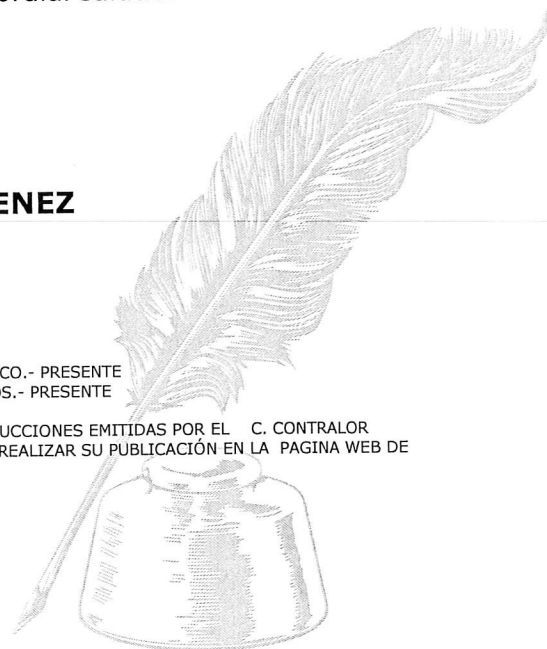 ENEZ
CO.- PRESENTE
OS.- PRESENTE
UCCIONES EMITIDAS POR EL C. CONTRALOR
REALIZAR SU PUBLICACIÓN EN LA PAGINA WEB DE